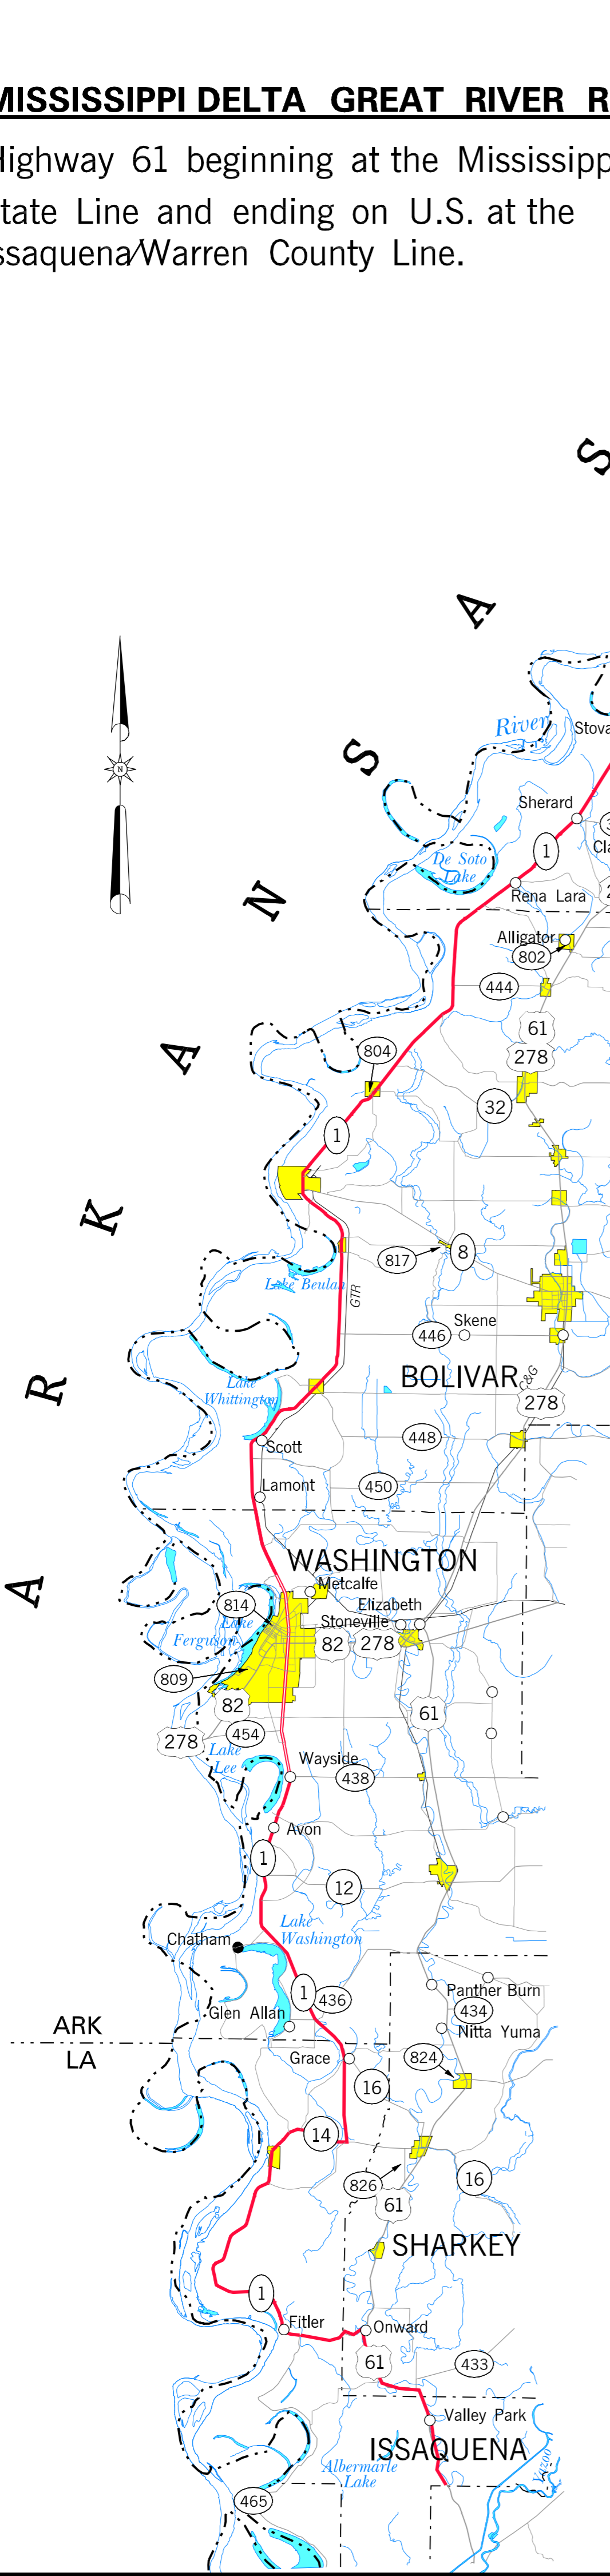 MISSISSIPPI DELTA GREAT RIVER R
Highway 61 beginning at the Mississipp
tate Line and ending on U.S. at the
ssaquena/Warren County Line.
S
A
S
N
A
K
R
A
N
River
Stova
Sherard
1
Cla
De Soto
Lake
Rena Lara
Alligator
802
444
61
278
804
32
1
817
8
Lake Beulah
GTR
446
Skene
BOLIVAR
C&G
278
Lake
Whittington
448
Scott
Lamont
450
WASHINGTON
Metcalfe
814
Elizabeth
Stoneville
Lake
Ferguson
82
278
809
82
61
454
278
Lake
Lee
Wayside
438
Avon
1
12
Lake
Washington
Chatham
Panther Burn
1
436
434
Glen Allan
ARK
Nitta Yuma
LA
Grace
824
16
14
826
16
61
SHARKEY
1
Fitler
Onward
61
433
Valley Park
ISSAQUENA
Albermarle
Lake
Yazoo
465